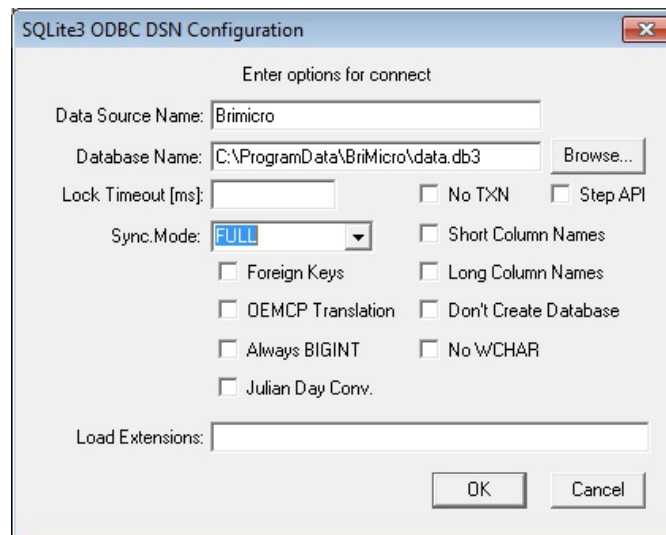 SQLite3 ODBC DSN Configuration
Enter options for connect
Data Source Name: Brimicro
Database Name: C:\ProgramData\BriMicro\data.db3 Browse...
Lock Timeout [ms]: No TXN Step API
Sync.Mode: FULL Short Column Names
Foreign Keys Long Column Names
OEMCP Translation Don't Create Database
Always BIGINT No WCHAR
Julian Day Conv.
Load Extensions:
OK Cancel